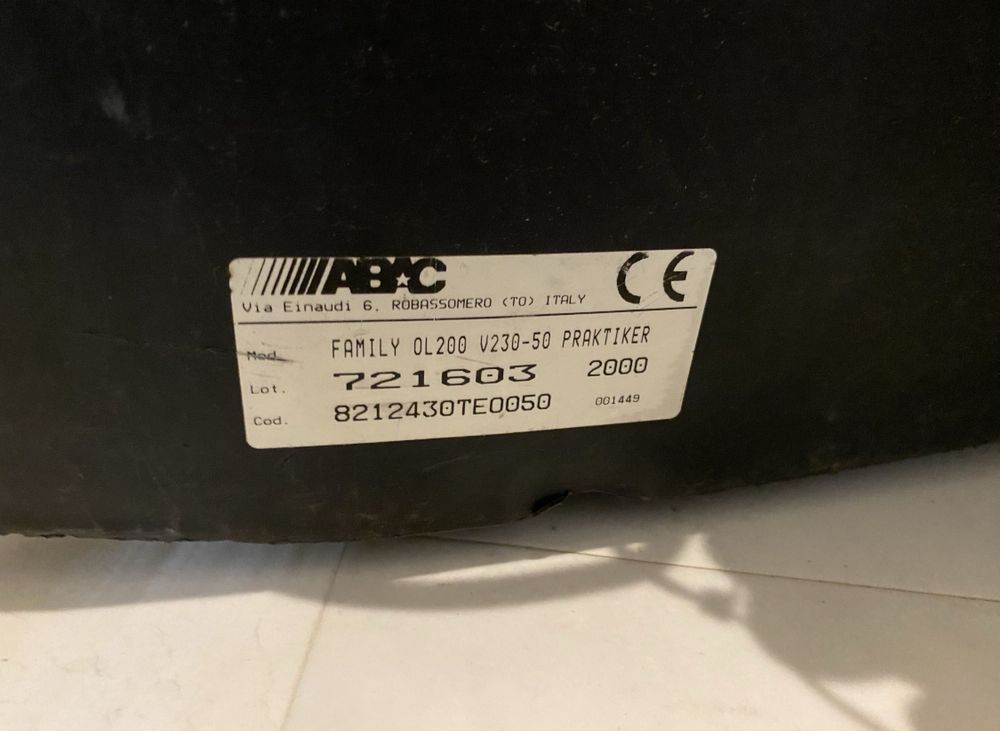 ABAC CE
Via Einaudi 6, ROBASSOMERO (TO) ITALY
Mod. FAMILY OL200 V230-50 PRAKTIKER
Lot. 721603 2000
Cod. 8212430TE0050 001449